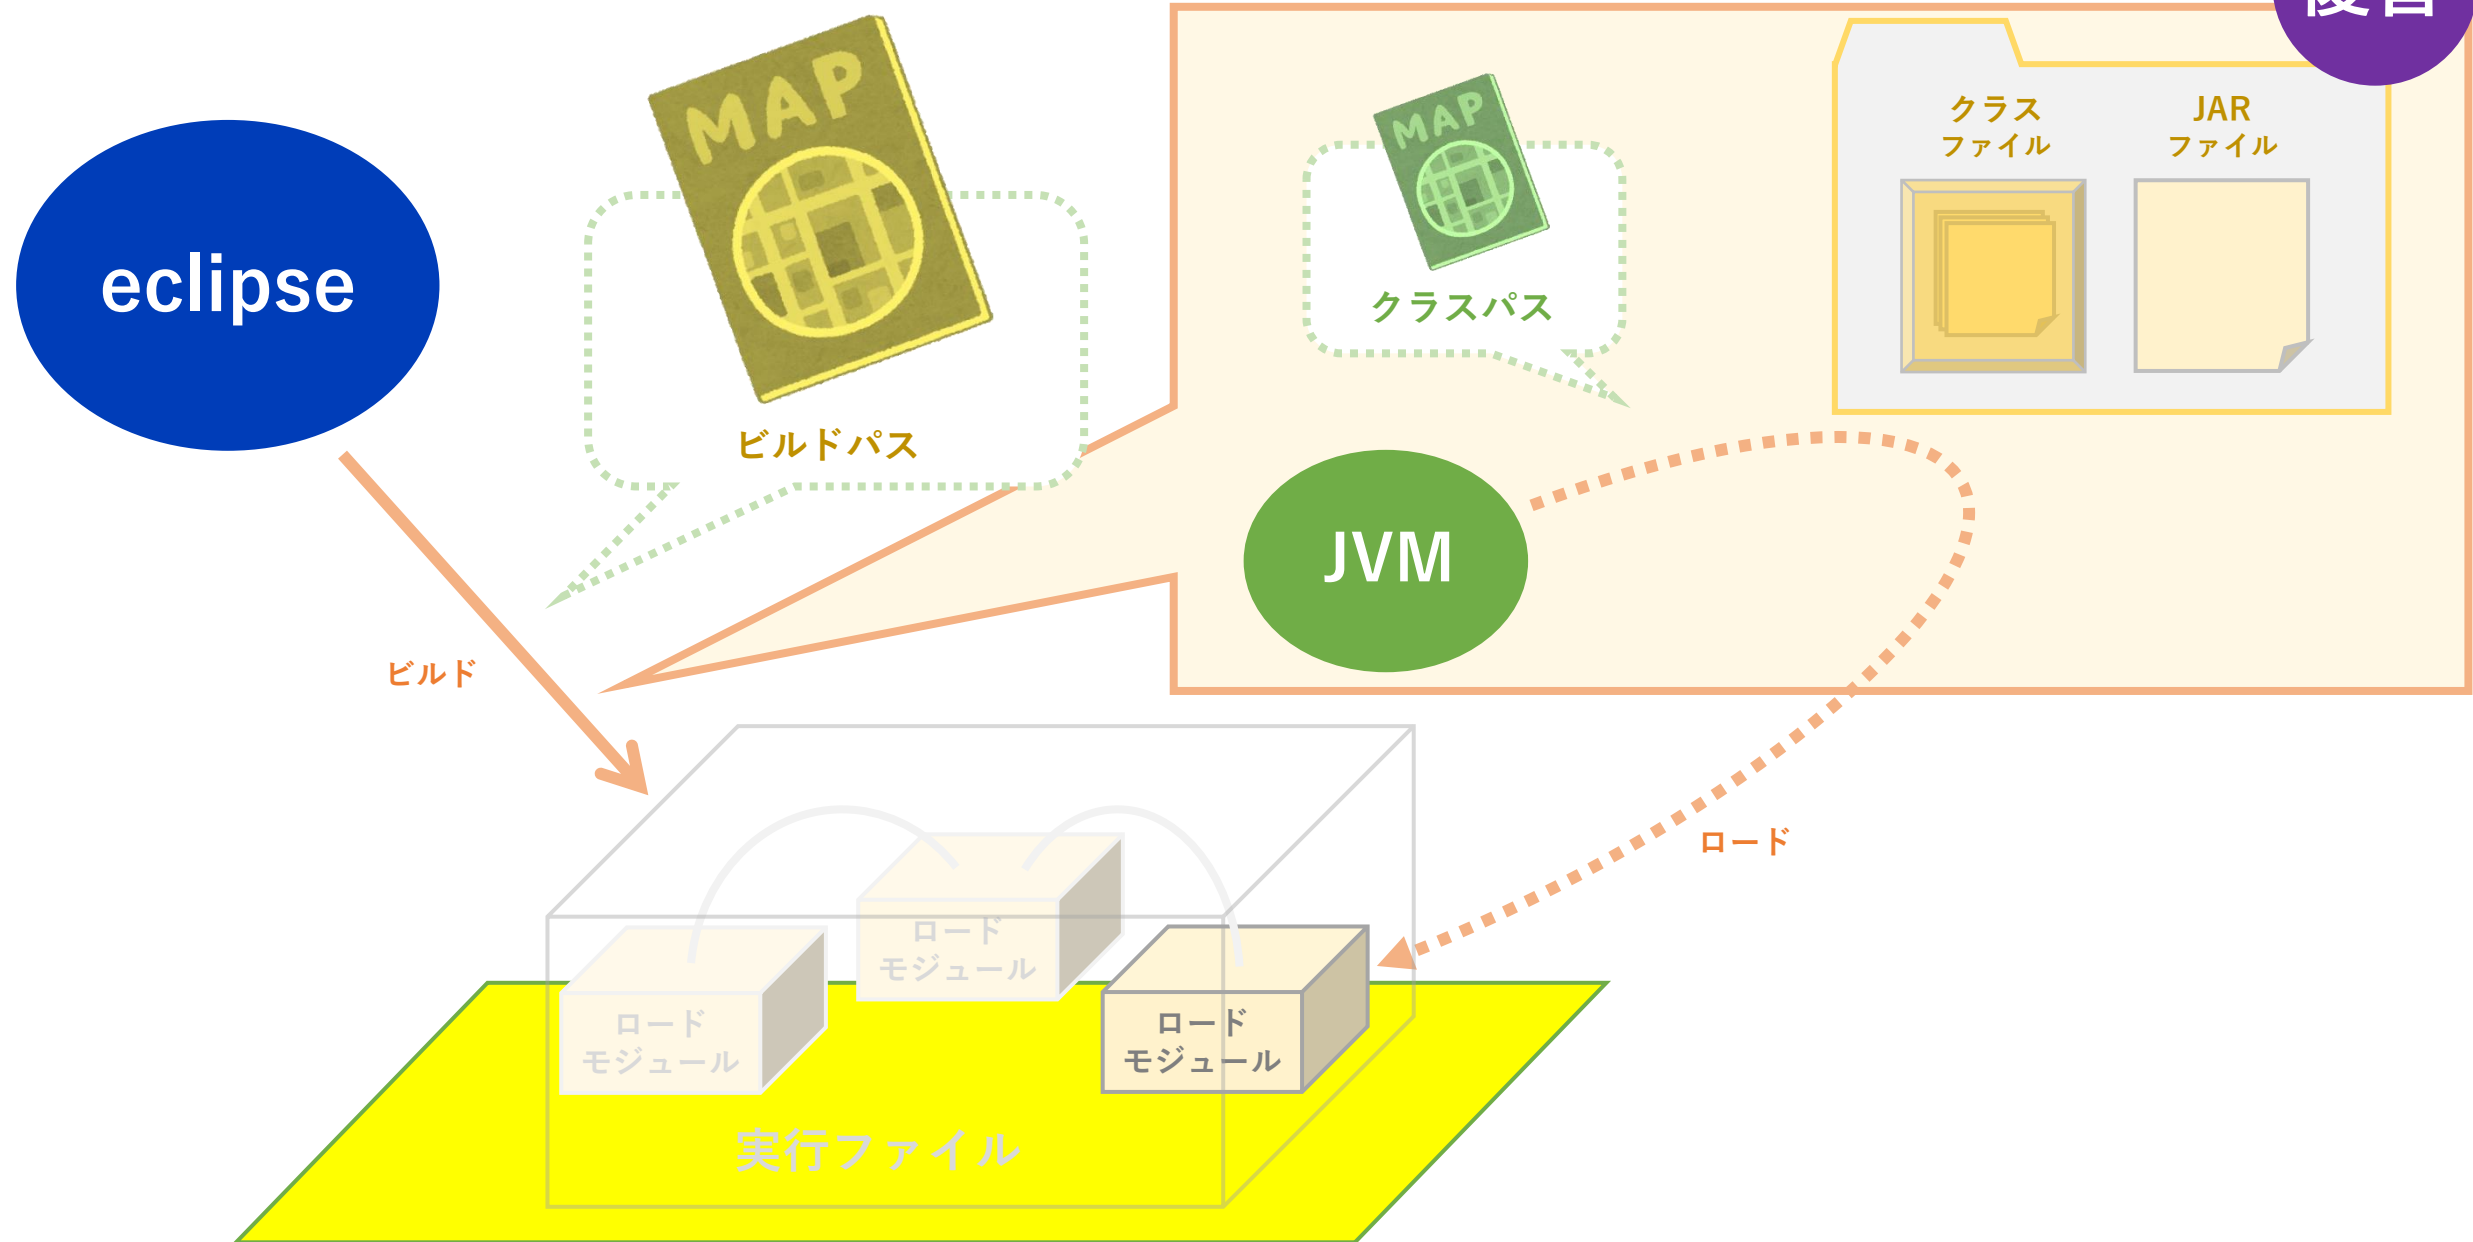 eclipse
MAP
ビルドパス
MAP
クラスパス
クラス
ファイル
JAR
ファイル
JVM
ビルド
ロード
ロード
モジュール
ロード
モジュール
ロード
モジュール
実行ファイル